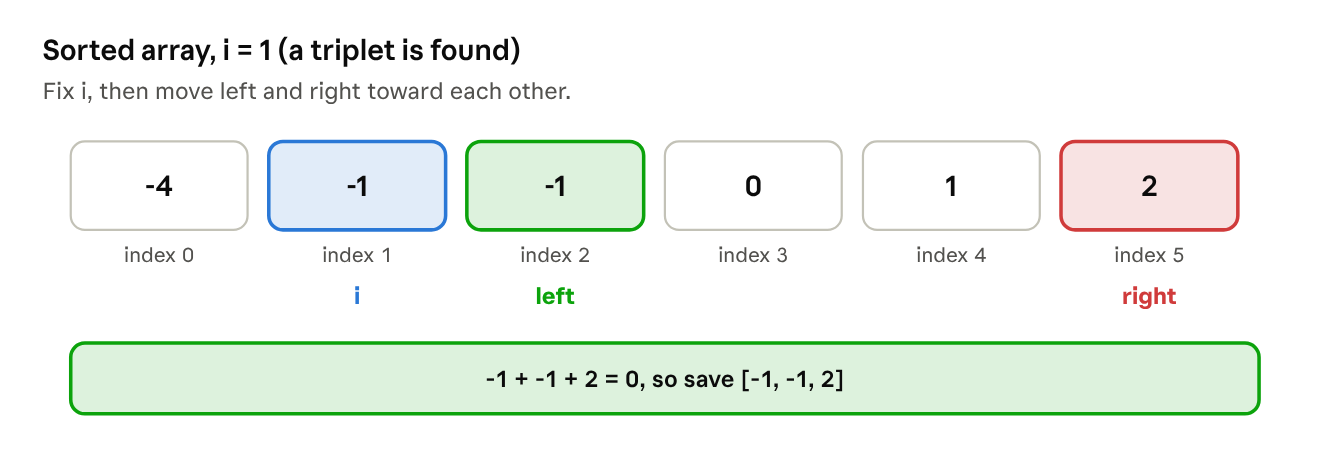 Sorted array, i = 1 (a triplet is found)
Fix i, then move left and right toward each other.
-4 -1 -1 0 1 2
index 0 index 1 index 2 index 3 index 4 index 5
i left right
-1 + -1 + 2 = 0, so save [-1, -1, 2]